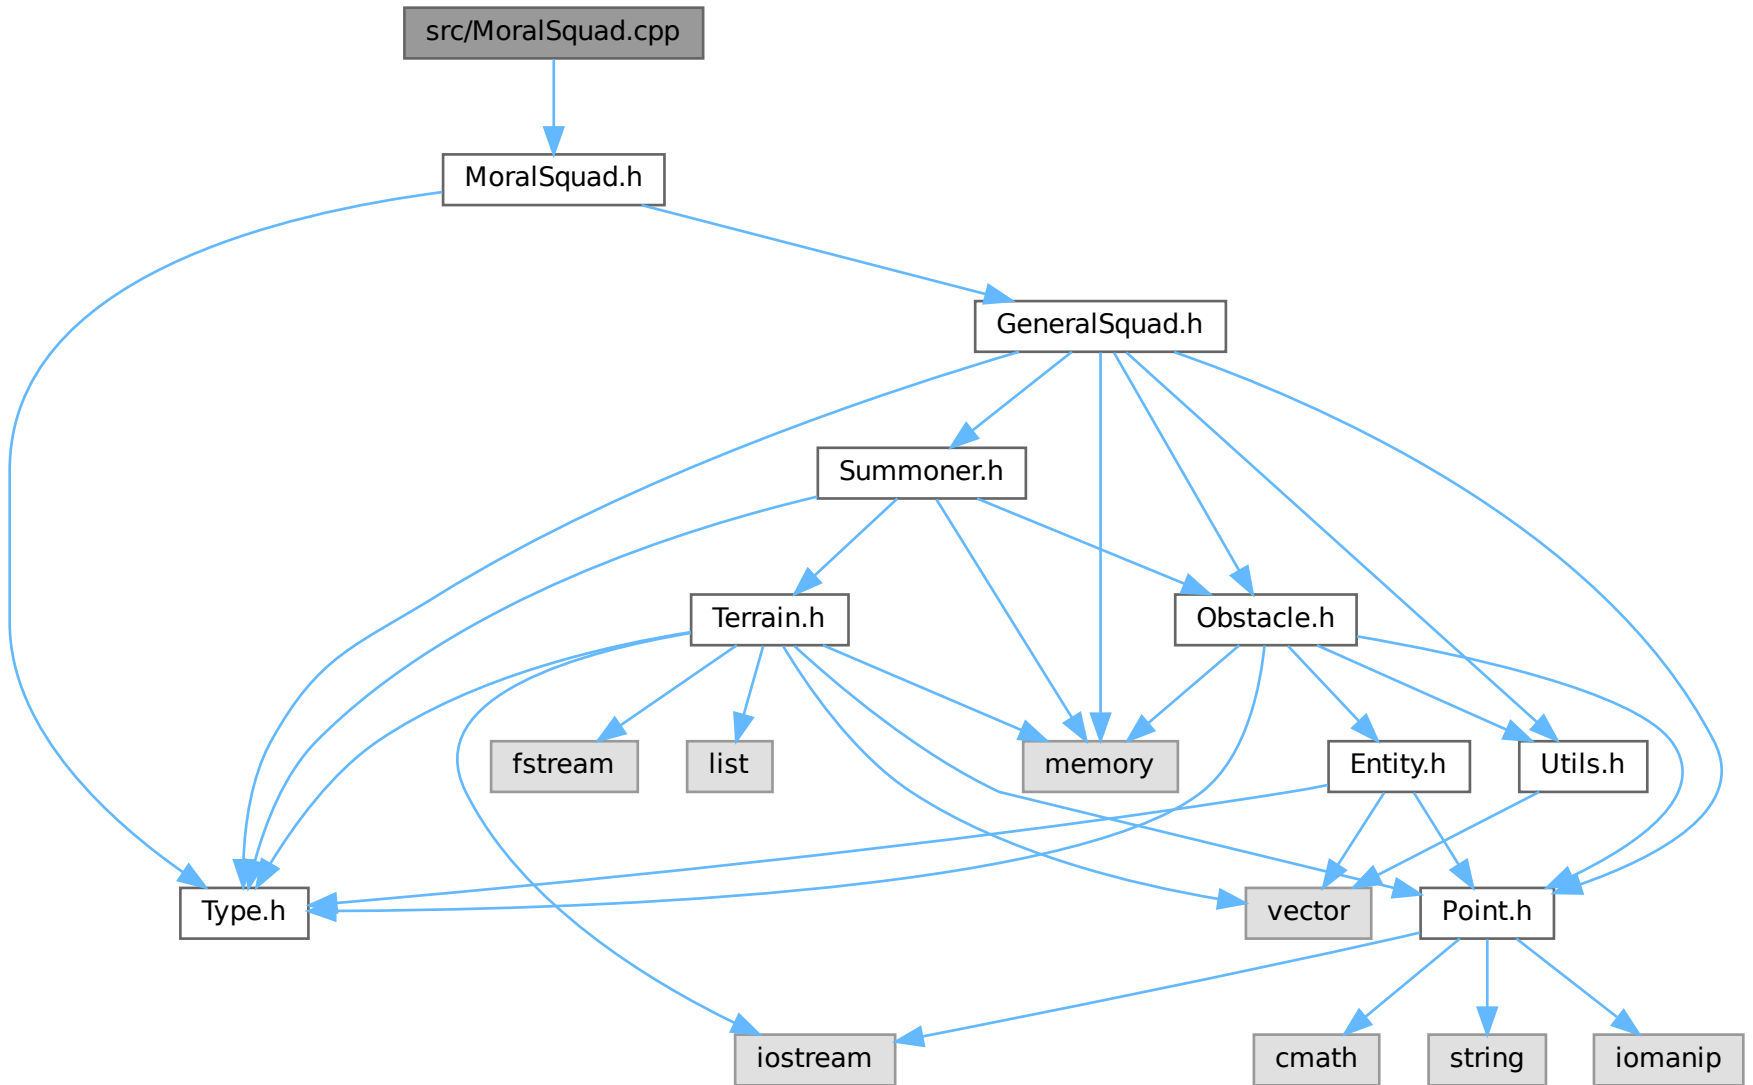 src/MoralSquad.cpp
MoralSquad.h
GeneralSquad.h
Summoner.h
Terrain.h
Obstacle.h
fstream
list
memory
Entity.h
Utils.h
Type.h
vector
Point.h
iostream
cmath
string
iomanip